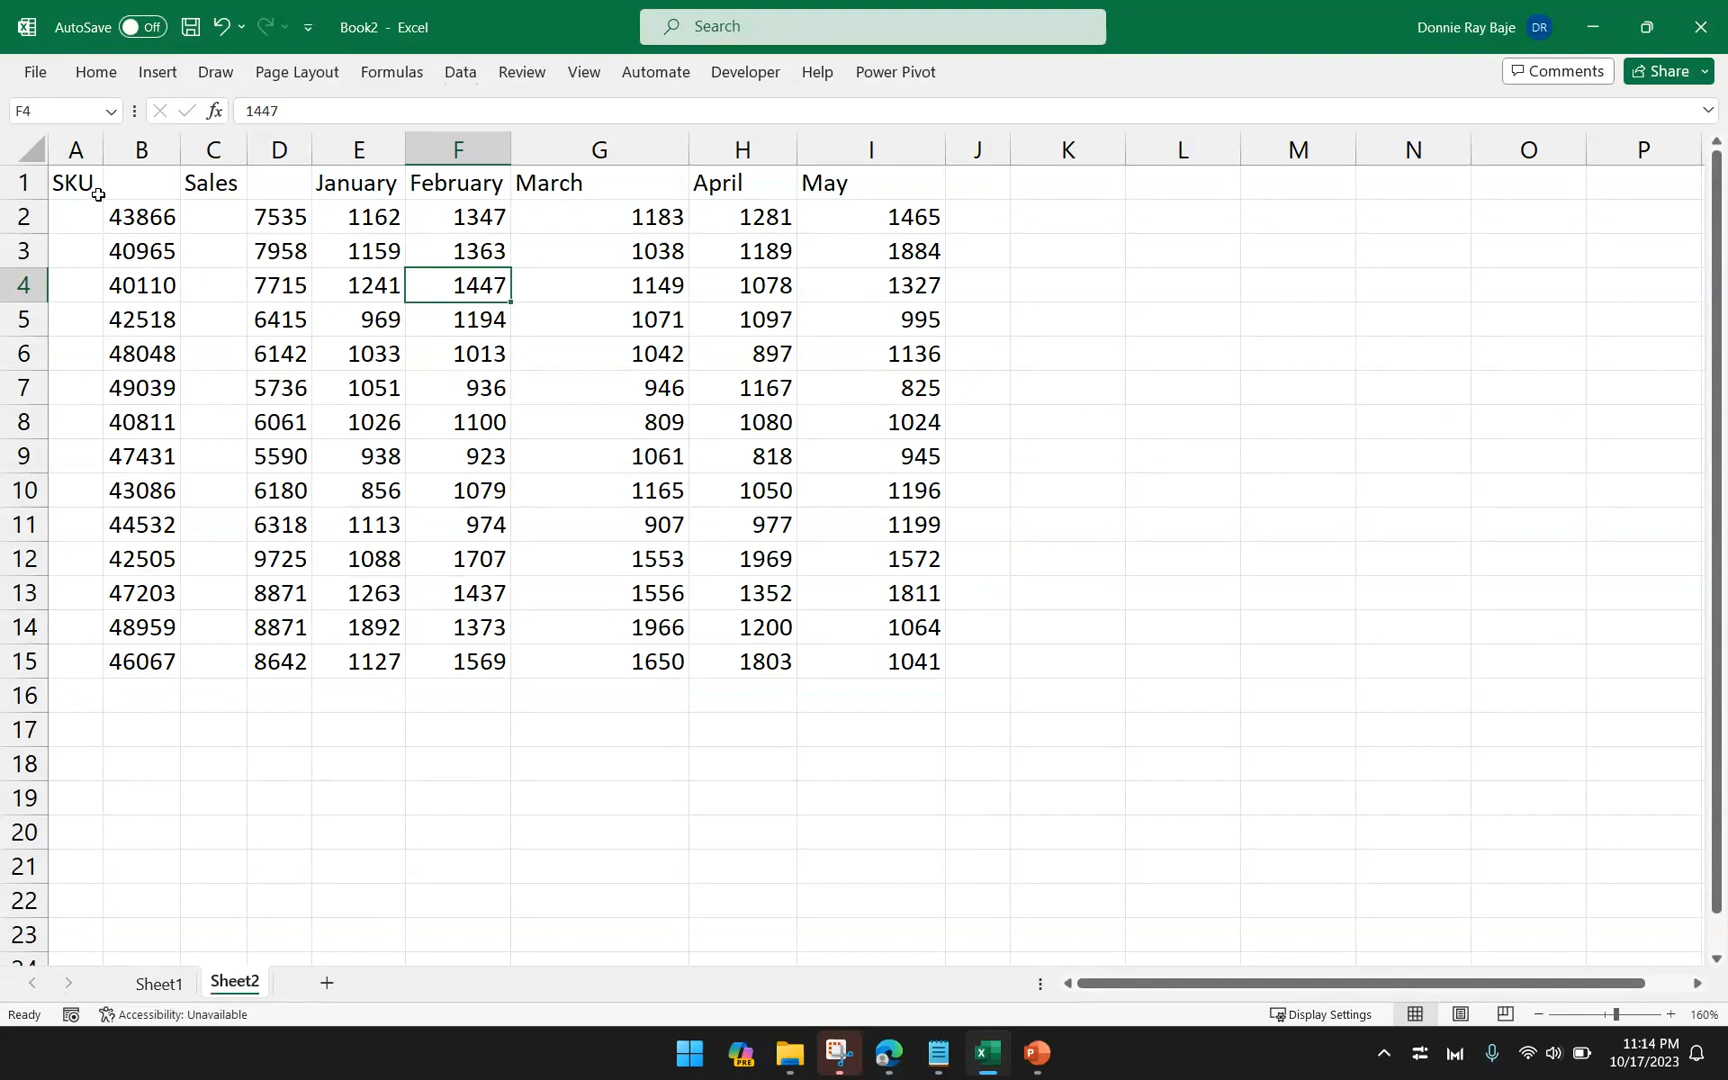 AutoSave Off Book2 - Excel Search Donnie Ray Baje DR
File Home Insert Draw Page Layout Formulas Data Review View Automate Developer Help Power Pivot Comments Share
F4 fx 1447
A B C D E F G H I J K L M N O P
1 SKU Sales January February March April May
2 43866 7535 1162 1347 1183 1281 1465
3 40965 7958 1159 1363 1038 1189 1884
4 40110 7715 1241 1447 1149 1078 1327
5 42518 6415 969 1194 1071 1097 995
6 48048 6142 1033 1013 1042 897 1136
7 49039 5736 1051 936 946 1167 825
8 40811 6061 1026 1100 809 1080 1024
9 47431 5590 938 923 1061 818 945
10 43086 6180 856 1079 1165 1050 1196
11 44532 6318 1113 974 907 977 1199
12 42505 9725 1088 1707 1553 1969 1572
13 47203 8871 1263 1437 1556 1352 1811
14 48959 8871 1892 1373 1966 1200 1064
15 46067 8642 1127 1569 1650 1803 1041
16
17
18
19
20
21
22
23
24
Sheet1 Sheet2
Ready Accessibility: Unavailable Display Settings 160%
PRE
11:14 PM
10/17/2023